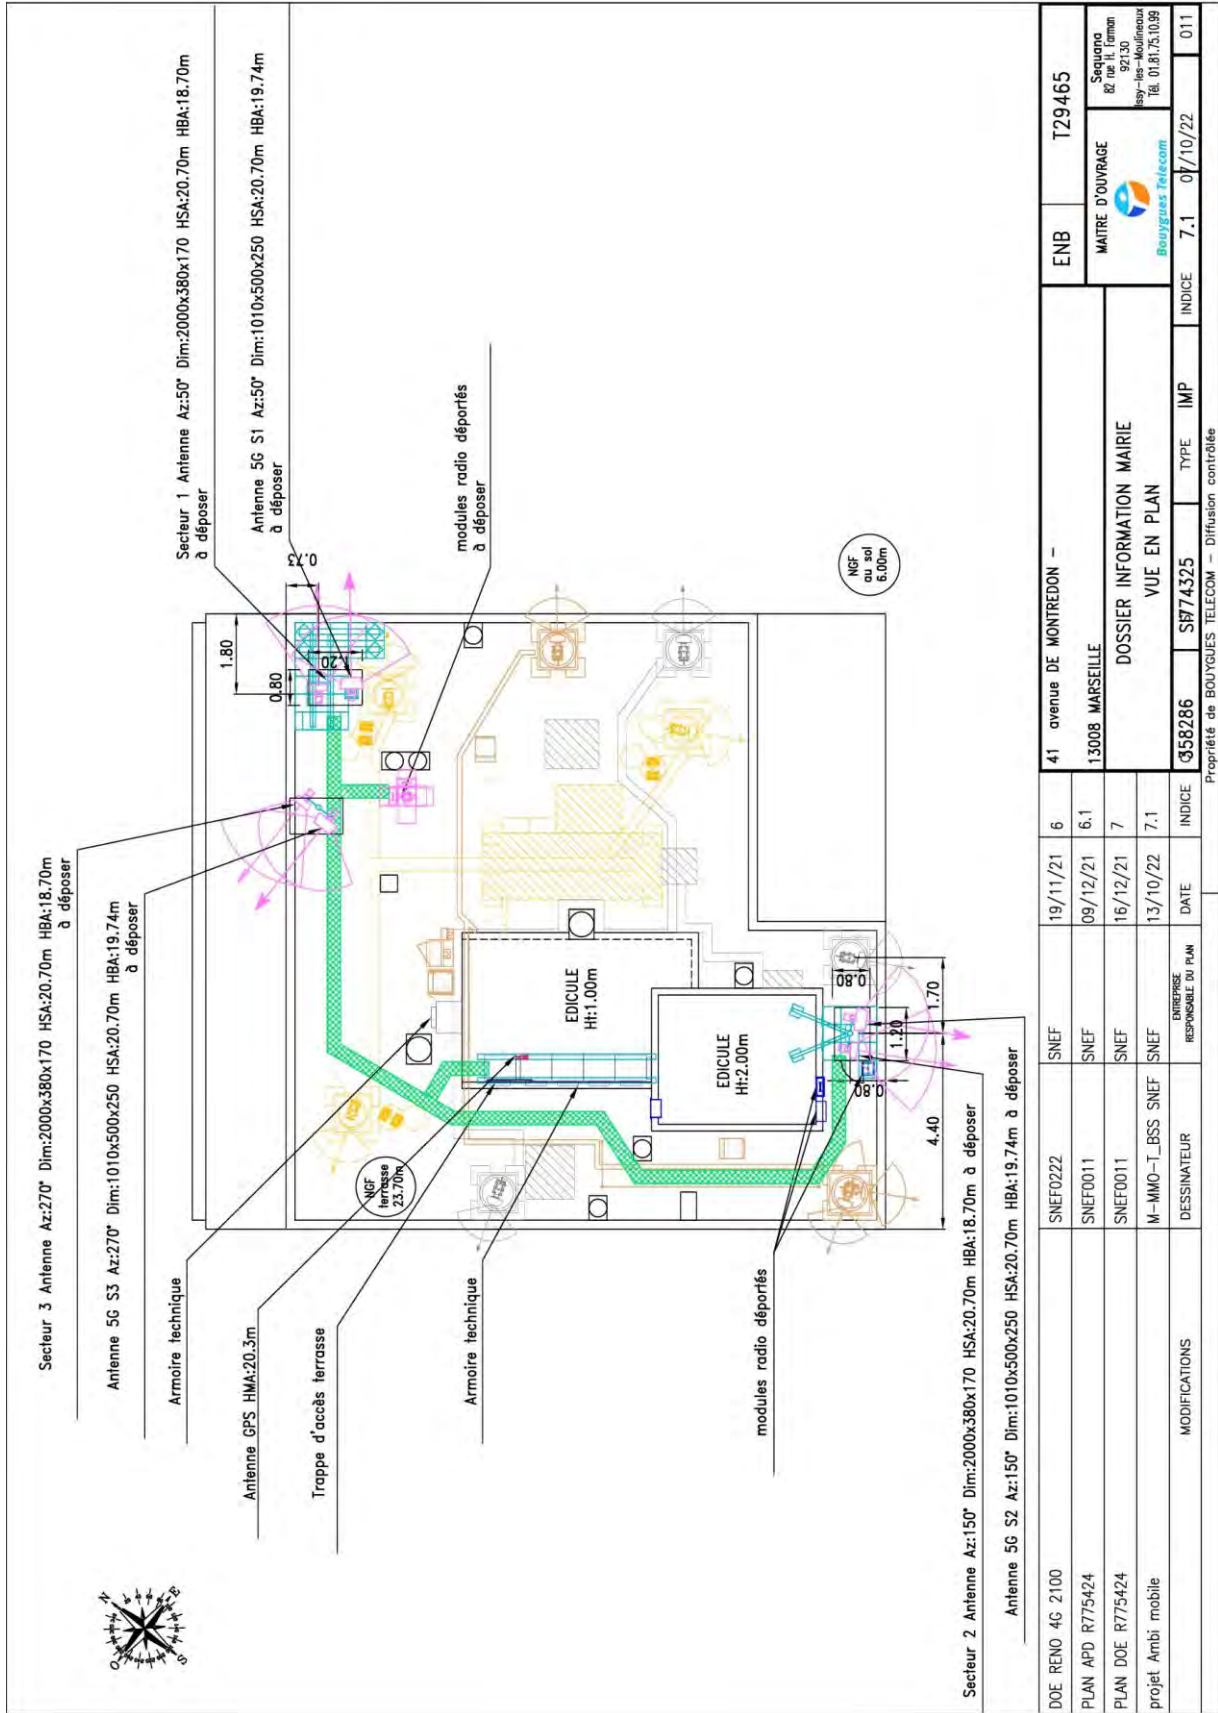 Secteur 3 Antenne Az:270° Dim:2000x380x170 HSA:20.70m HBA:18.70m
à déposer
Antenne 5G S3 Az:270° Dim:1010x500x250 HSA:20.70m HBA:19.74m
à déposer
Armoire technique
Antenne GPS HMA:20.3m
Trappe d'accès terrasse
Armoire technique
modules radio déportés
Secteur 2 Antenne Az:150° Dim:2000x380x170 HSA:20.70m HBA:18.70m à déposer
Antenne 5G S2 Az:150° Dim:1010x500x250 HSA:20.70m HBA:19.74m à déposer
Secteur 1 Antenne Az:50° Dim:2000x380x170 HSA:20.70m HBA:18.70m
à déposer
Antenne 5G S1 Az:50° Dim:1010x500x250 HSA:20.70m HBA:19.74m
à déposer
modules radio déportés
à déposer
N
E
S
O
1.80
0.80
0.73
1.20
NGF
terrasse
23.70m
EDICULE
Ht:1.00m
EDICULE
Ht:2.00m
NGF
au sol
6.00m
0.80
1.70
1.20
0.80
4.40
DOE RENO 4G 2100
SNEF0222
SNEF
19/11/21
6
PLAN APD R775424
SNEF0011
SNEF
09/12/21
6.1
PLAN DOE R775424
SNEF0011
SNEF
16/12/21
7
projet Ambi mobile
M-MMO-T_BSS SNEF
SNEF
13/10/22
7.1
MODIFICATIONS
DESSINATEUR
ENTREPRISE
RESPONSABLE DU PLAN
DATE
INDICE
41 avenue DE MONTREDON -
13008 MARSEILLE
ENB
T29465
DOSSIER INFORMATION MAIRIE
VUE EN PLAN
MAITRE D'OUVRAGE
Bouygues Telecom
Sequana
82 rue H. Farman
92130
Issy-les-Moulineaux
Tél. 01.81.75.10.99
TYPE
IMP
INDICE
7.1
07/10/22
011
Propriété de BOUYGUES TELECOM - Diffusion contrôlée